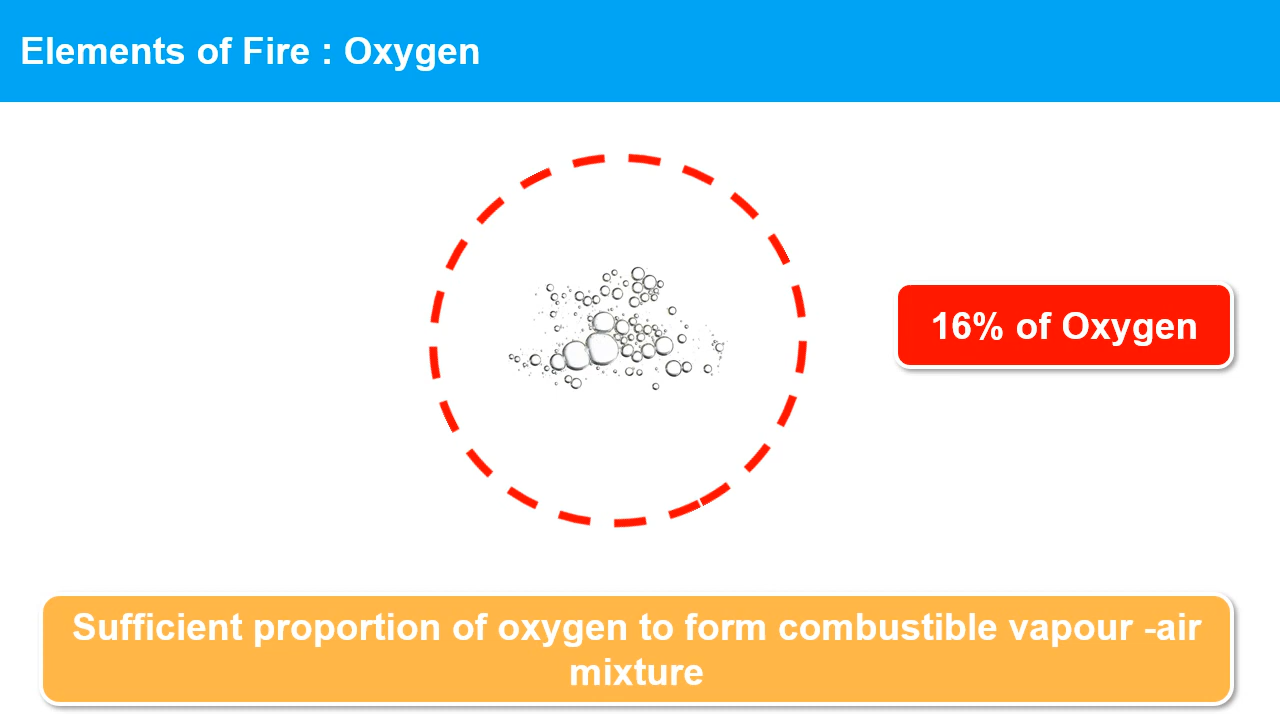 Elements of Fire : Oxygen
16% of Oxygen
Sufficient proportion of oxygen to form combustible vapour -air
mixture